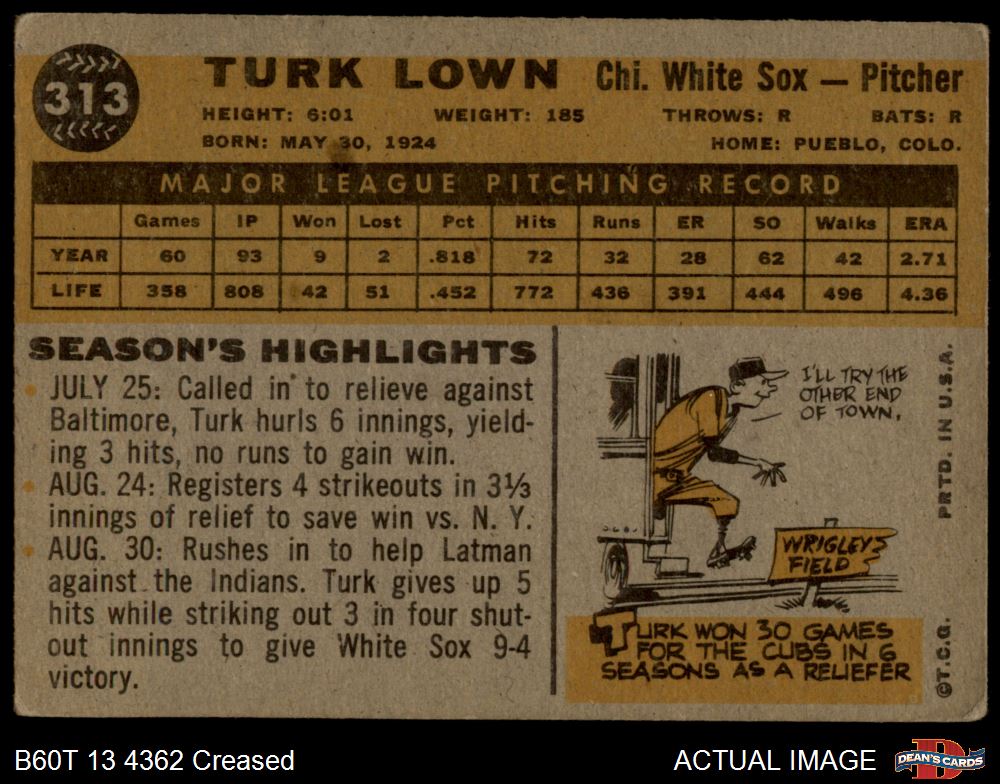 313
TURK LOWN Chi. White Sox — Pitcher
HEIGHT: 6:01 WEIGHT: 185 THROWS: R BATS: R
BORN: MAY 30, 1924 HOME: PUEBLO, COLO.
MAJOR LEAGUE PITCHING RECORD
Games IP Won Lost Pct Hits Runs ER SO Walks ERA
YEAR 60 93 9 2 .818 72 32 28 62 42 2.71
LIFE 358 808 42 51 .452 772 436 391 444 496 4.36
SEASON'S HIGHLIGHTS
• JULY 25: Called in to relieve against
Baltimore, Turk hurls 6 innings, yield-
ing 3 hits, no runs to gain win.
• AUG. 24: Registers 4 strikeouts in 3⅓
innings of relief to save win vs. N. Y.
• AUG. 30: Rushes in to help Latman
against the Indians. Turk gives up 5
hits while striking out 3 in four shut-
out innings to give White Sox 9-4
victory.
I'LL TRY THE
OTHER END
OF TOWN.
WRIGLEY
FIELD
TURK WON 30 GAMES
FOR THE CUBS IN 6
SEASONS AS A RELIEFER
PRTD. IN U.S.A.
©T.C.G.
B60T 13 4362 Creased
ACTUAL IMAGE
D
DEAN'S CARDS